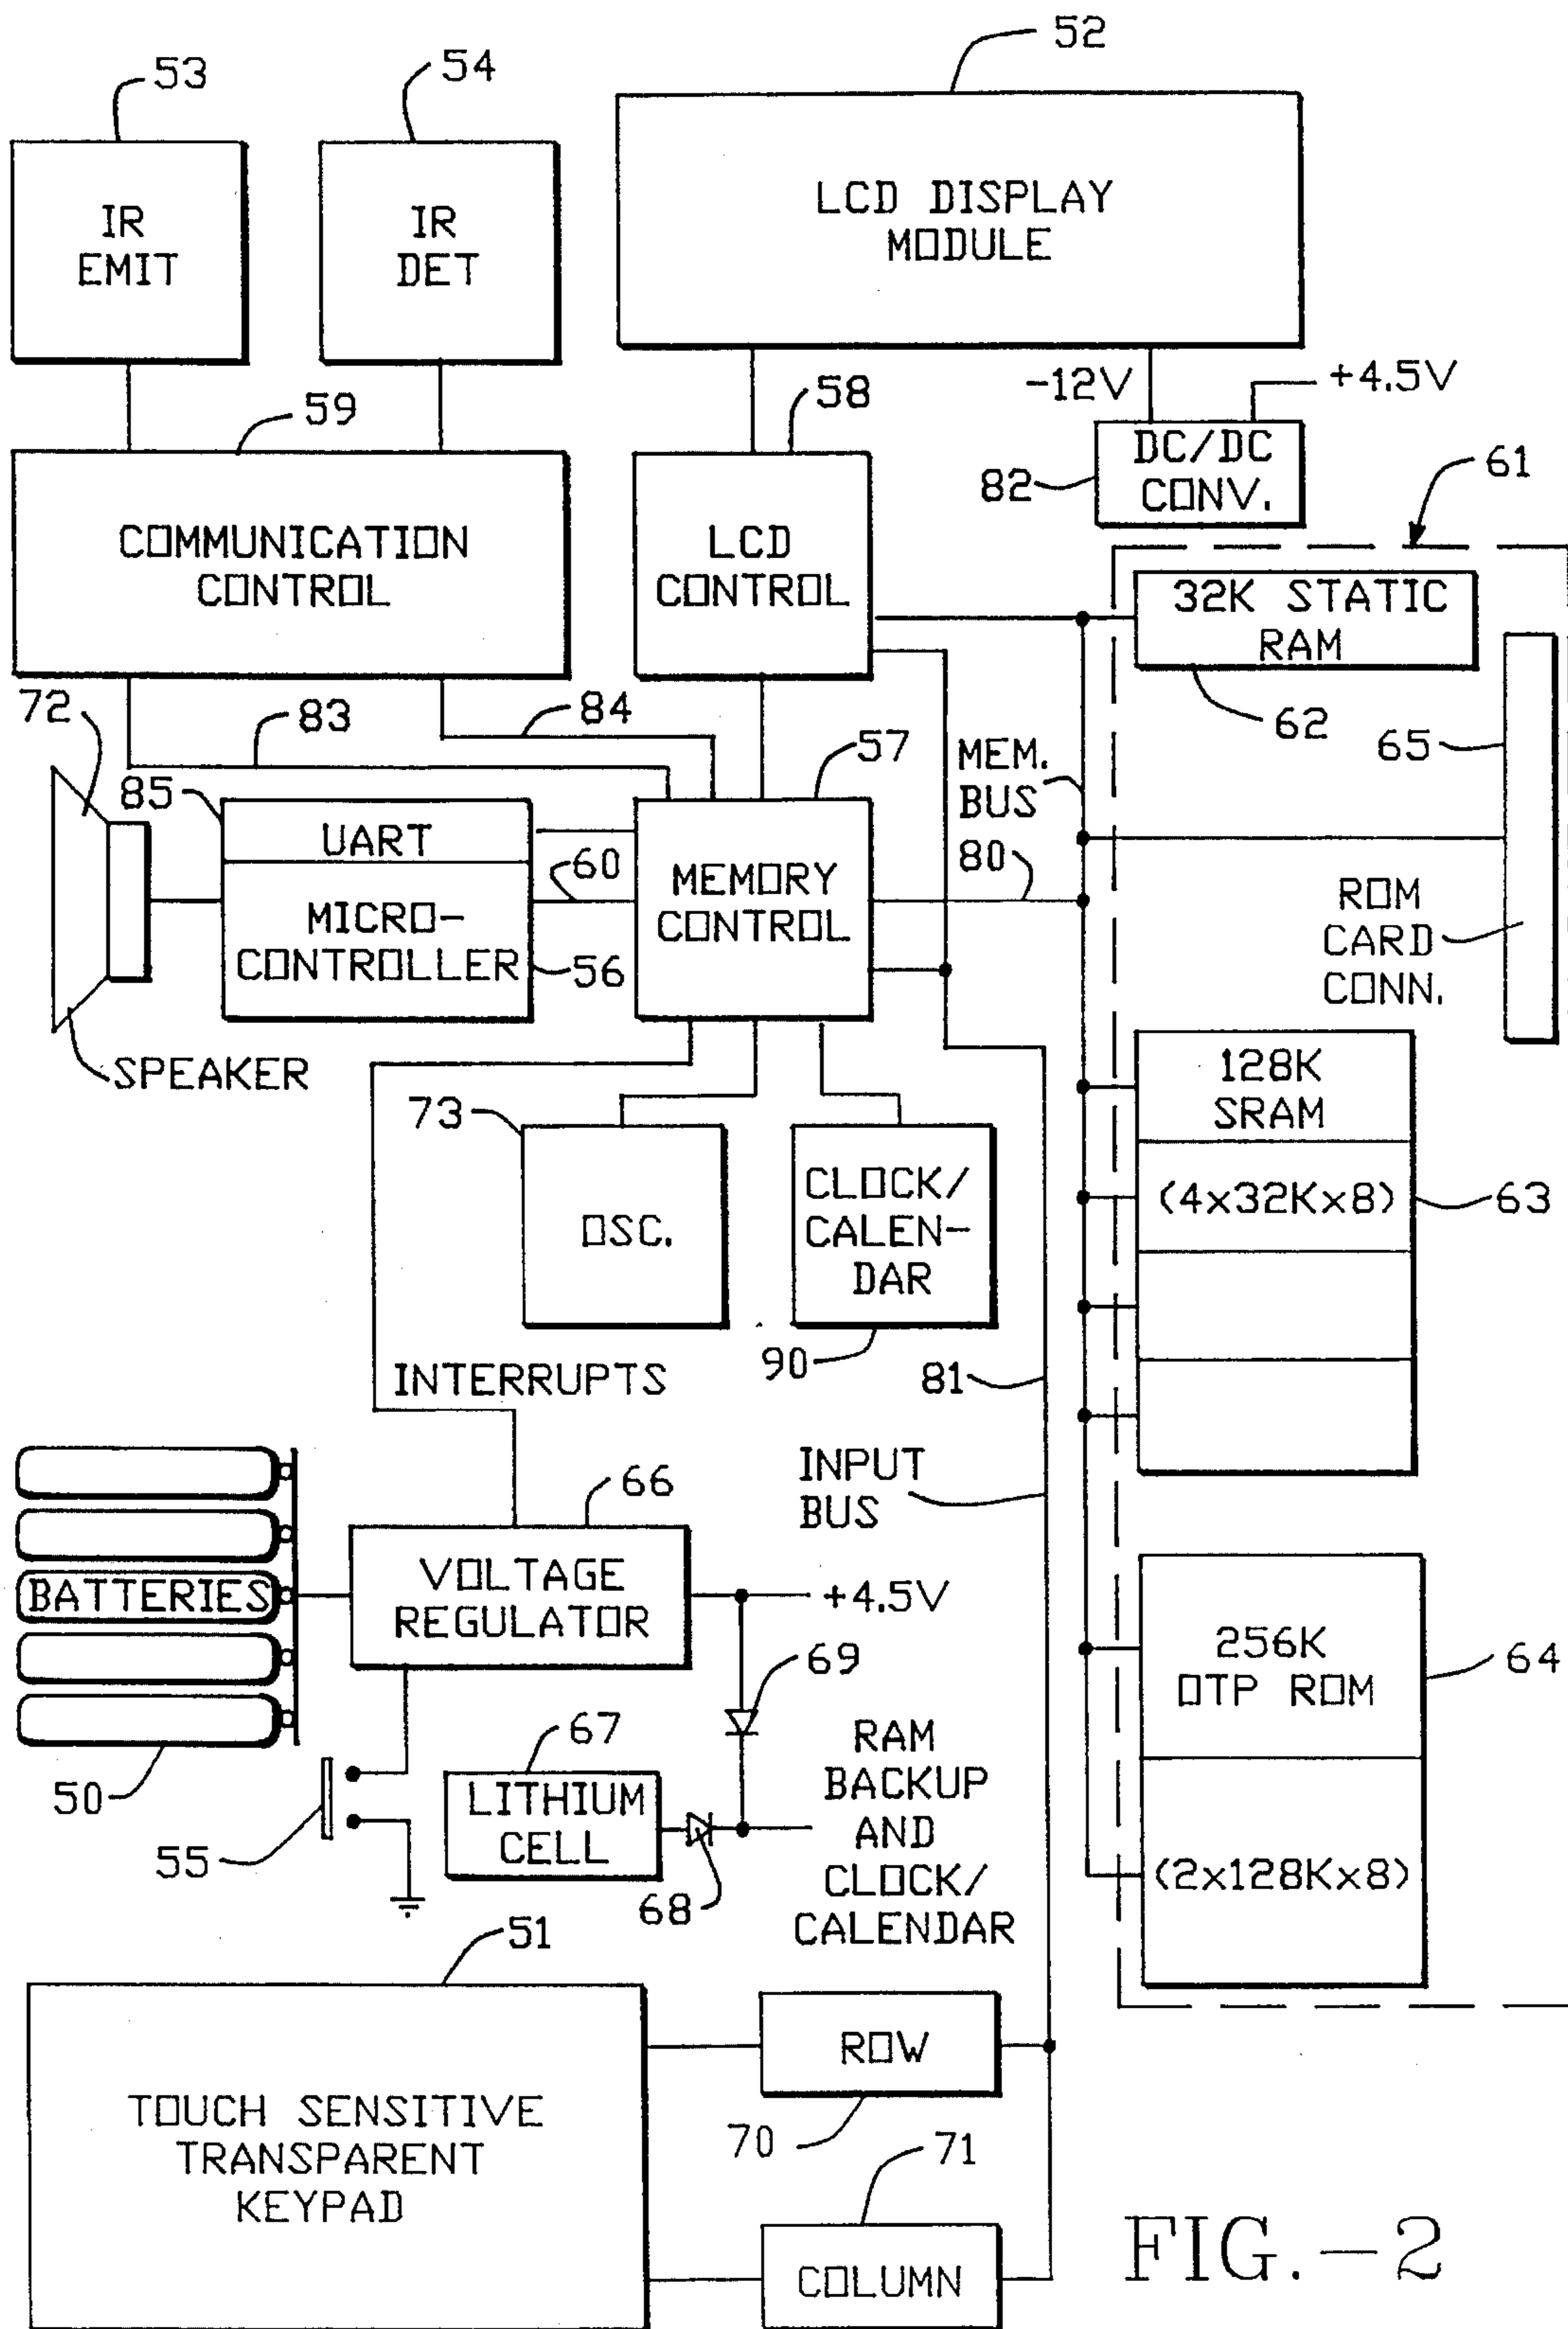 52
53
54
IR
EMIT
IR
DET
LCD DISPLAY
MODULE
-12V
+4.5V
59
58
DC/DC
CONV.
82
61
COMMUNICATION
CONTROL
LCD
CONTROL
32K STATIC
RAM
62
65
72
83
84
57
MEM.
BUS
85
UART
60
MICRO-
CONTROLLER
56
MEMORY
CONTROL
80
ROM
CARD
CONN.
SPEAKER
73
OSC.
CLOCK/
CALEN-
DAR
90
128K
SRAM
(4x32Kx8)
63
INTERRUPTS
81
INPUT
BUS
66
BATTERIES
50
VOLTAGE
REGULATOR
+4.5V
69
256K
OTP ROM
64
(2x128Kx8)
55
67
LITHIUM
CELL
68
RAM
BACKUP
AND
CLOCK/
CALENDAR
51
TOUCH SENSITIVE
TRANSPARENT
KEYPAD
ROW
70
71
COLUMN
FIG.-2